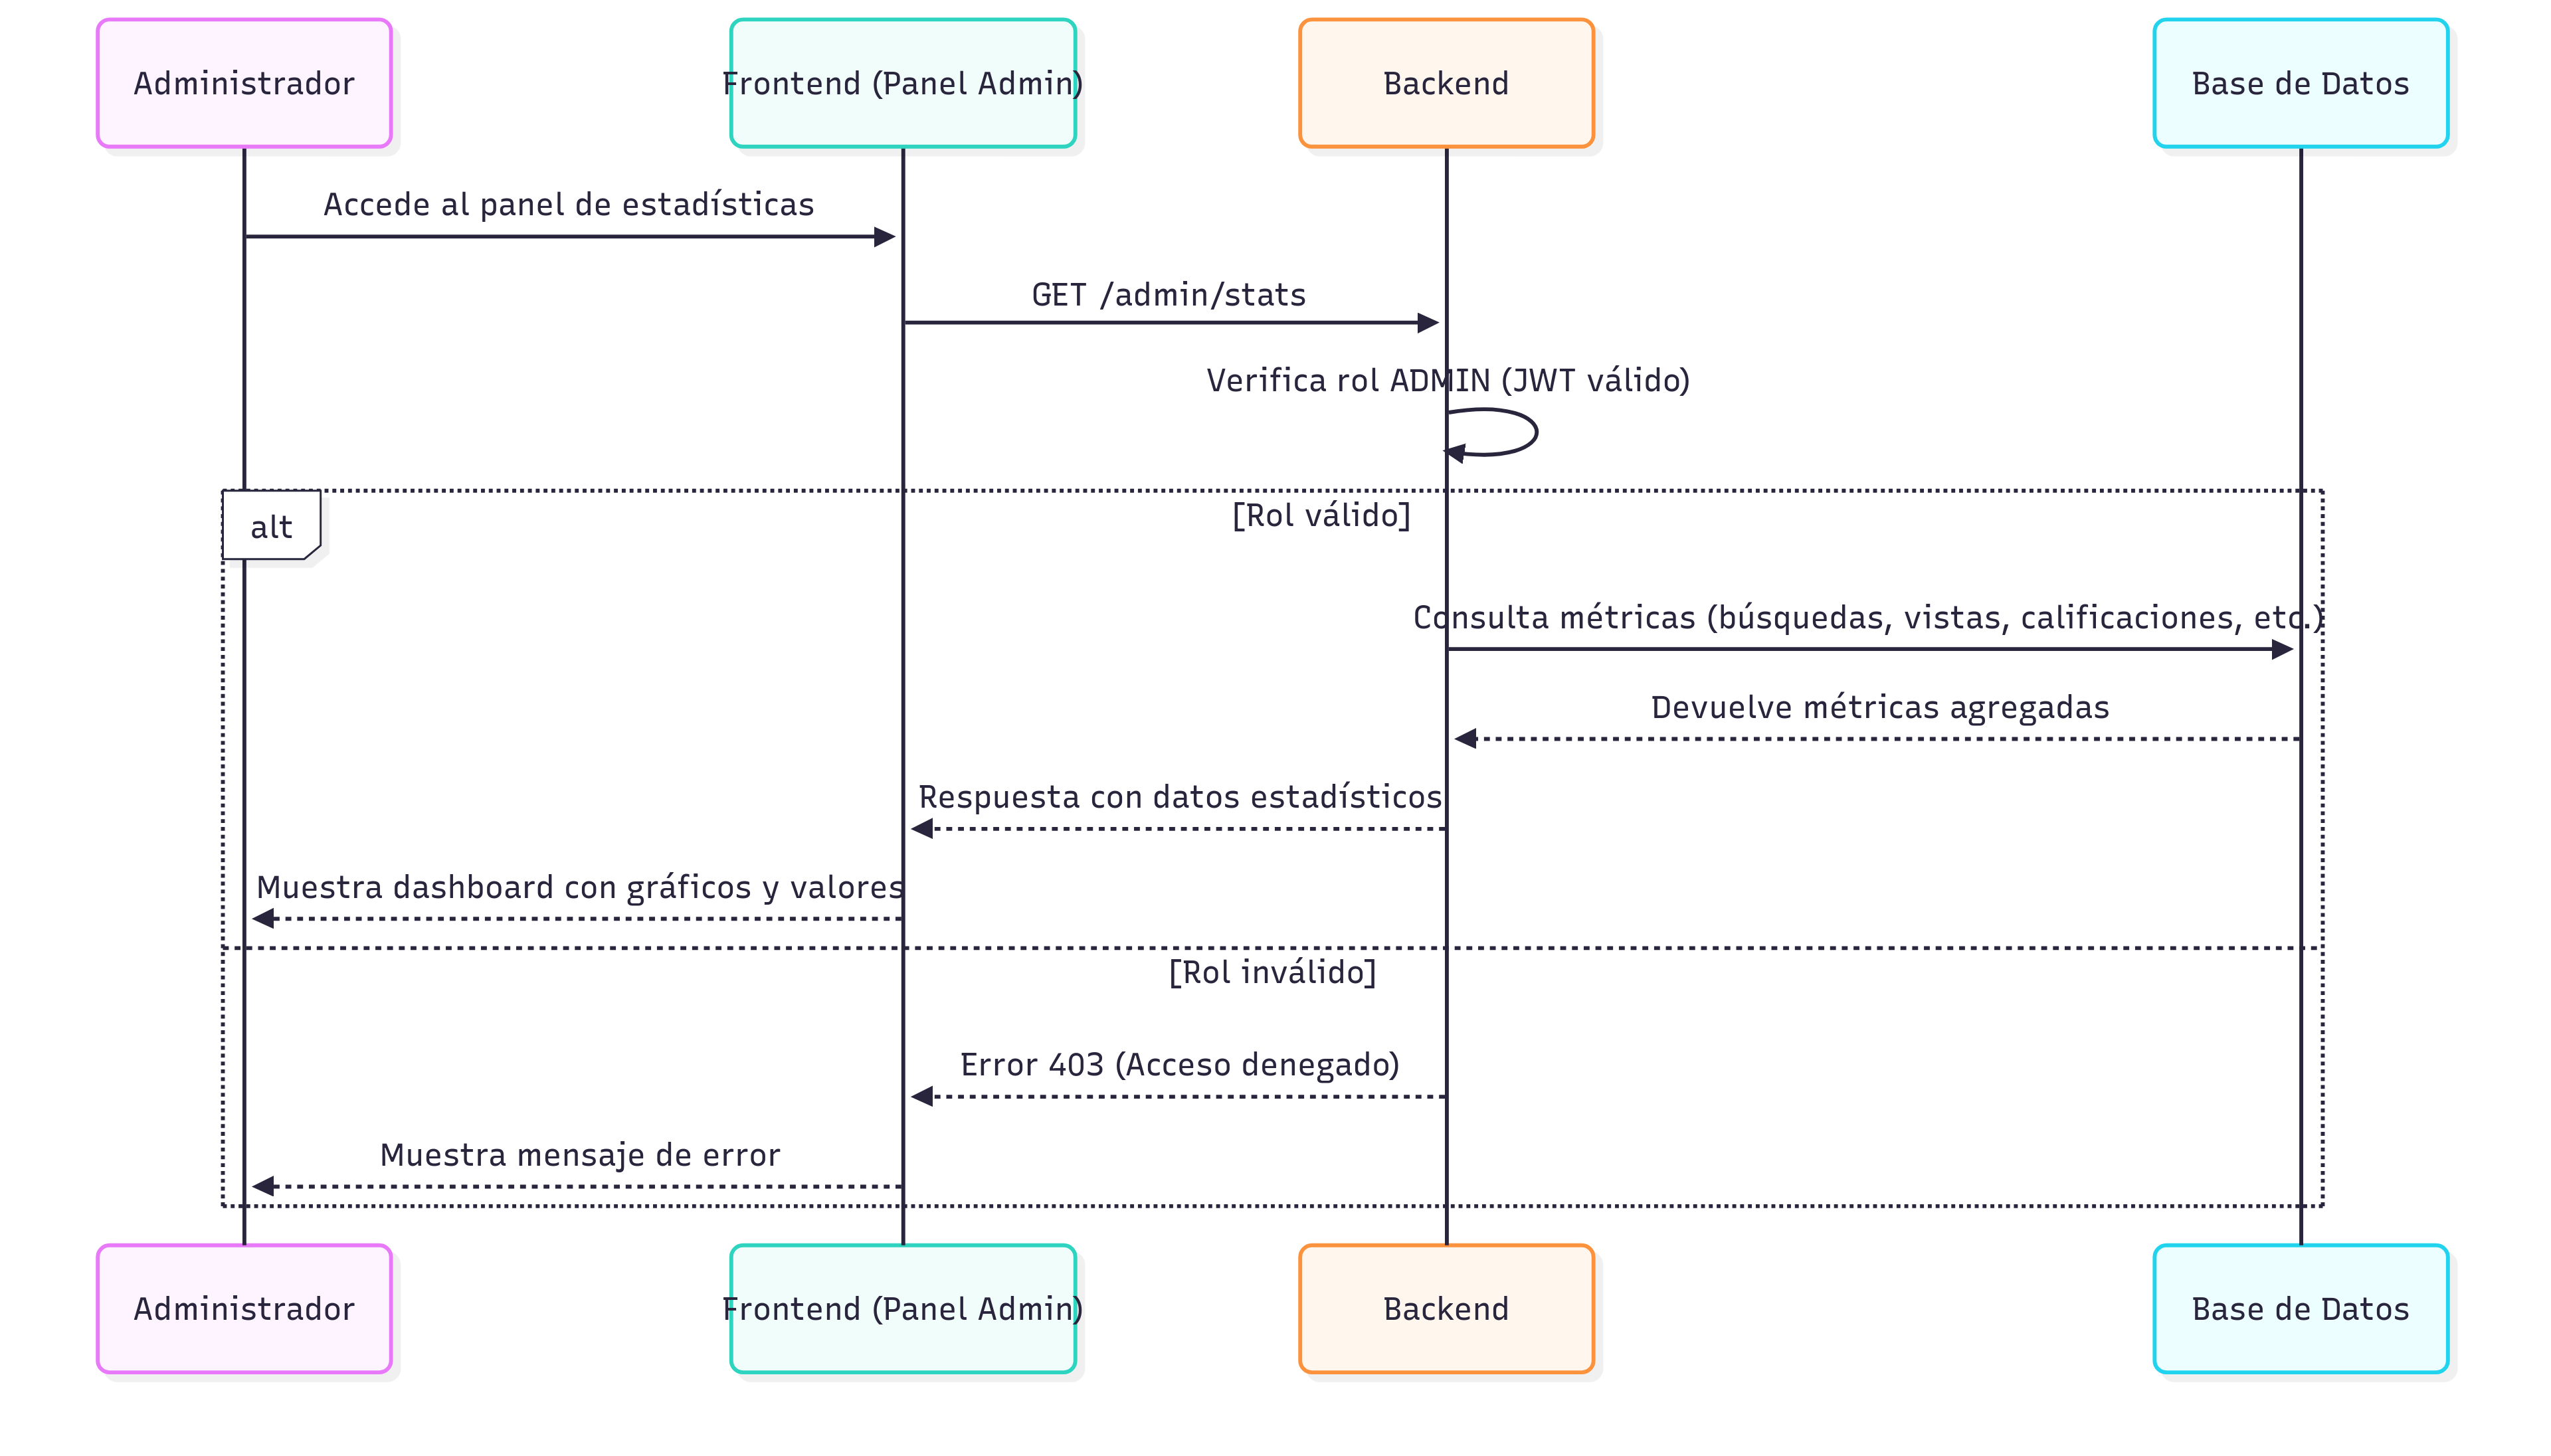 Administrador
Frontend (Panel Admin)
Backend
Base de Datos
Accede al panel de estadísticas
GET /admin/stats
Verifica rol ADMIN (JWT válido)
alt
[Rol válido]
Consulta métricas (búsquedas, vistas, calificaciones, etc.)
Devuelve métricas agregadas
Respuesta con datos estadísticos
Muestra dashboard con gráficos y valores
[Rol inválido]
Error 403 (Acceso denegado)
Muestra mensaje de error
Administrador
Frontend (Panel Admin)
Backend
Base de Datos